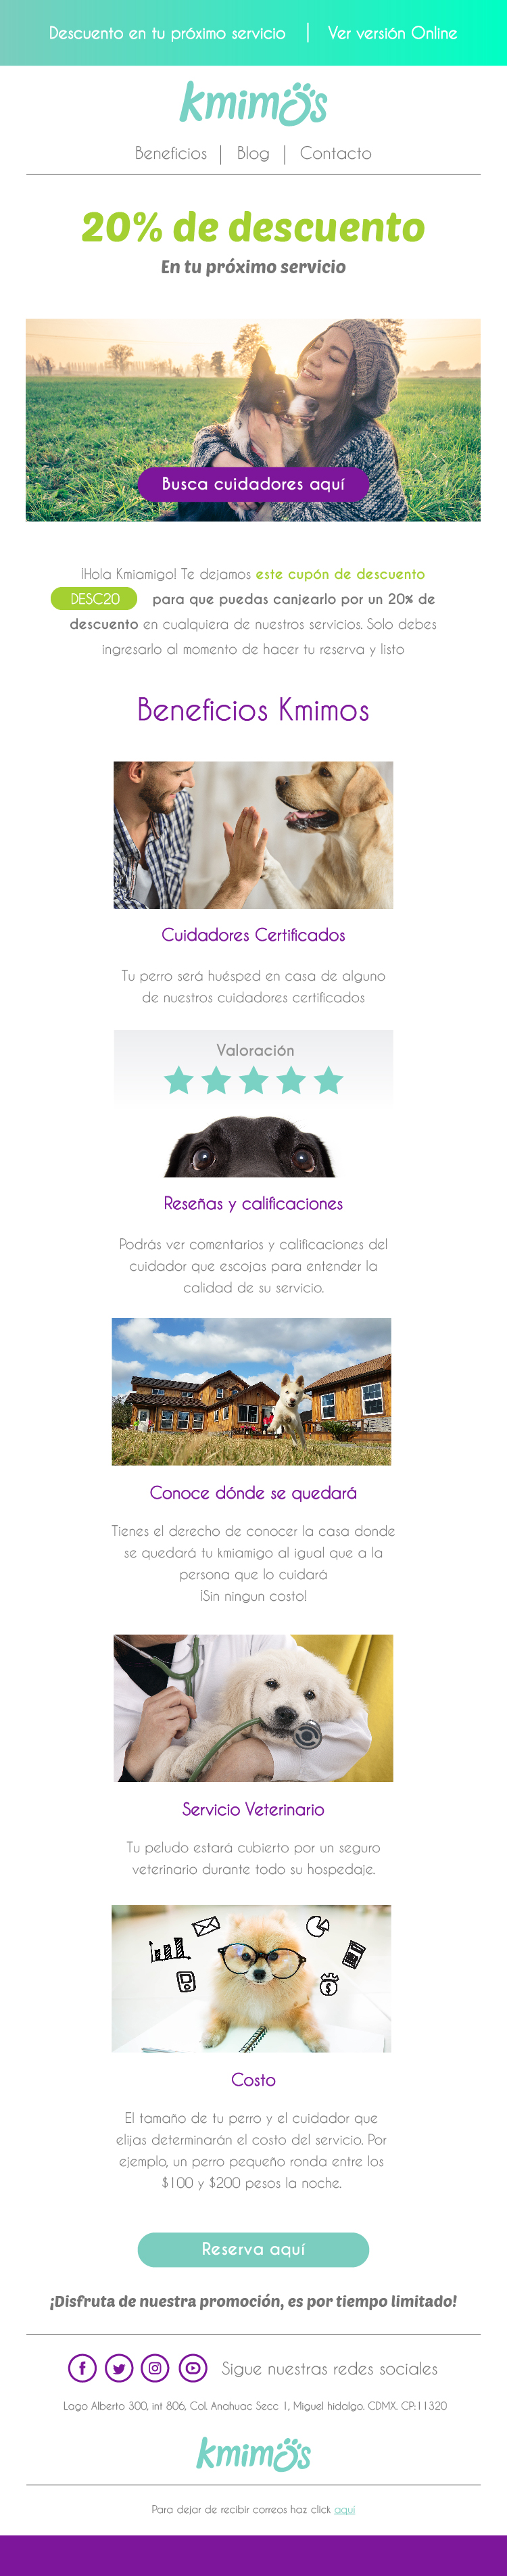 Descuento en tu próximo servicio | Ver versión Online
kmimos
Beneficios | Blog | Contacto
20% de descuento
En tu próximo servicio
Busca cuidadores aquí
!Hola Kmiamigo! Te dejamos este cupón de descuento
DESC20 para que puedas canjearlo por un 20% de
descuento en cualquiera de nuestros servicios. Solo debes
ingresarlo al momento de hacer tu reserva y listo
Beneficios Kmimos
Cuidadores Certificados
Tu perro será huésped en casa de alguno
de nuestros cuidadores certificados
Valoración
Reseñas y calificaciones
Podrás ver comentarios y calificaciones del
cuidador que escojas para entender la
calidad de su servicio.
Conoce dónde se quedará
Tienes el derecho de conocer la casa donde
se quedará tu kmiamigo al igual que a la
persona que lo cuidará
¡Sin ningun costo!
Servicio Veterinario
Tu peludo estará cubierto por un seguro
veterinario durante todo su hospedaje.
Costo
El tamaño de tu perro y el cuidador que
elijas determinarán el costo del servicio. Por
ejemplo, un perro pequeño ronda entre los
$100 y $200 pesos la noche.
Reserva aquí
¡Disfruta de nuestra promoción, es por tiempo limitado!
Sigue nuestras redes sociales
Lago Alberto 300, int 806, Col. Anahuac Secc 1, Miguel hidalgo. CDMX. CP:11320
kmimos
Para dejar de recibir correos haz click aquí